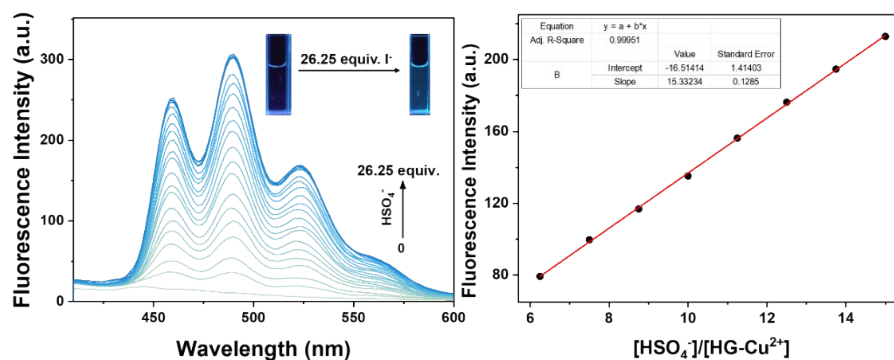 Fluorescence Intensity (a.u.)
300
200
100
0
450
500
550
600
Wavelength (nm)
26.25 equiv. I⁻
26.25 equiv.
HSO₄⁻
0
Fluorescence Intensity (a.u.)
200
160
120
80
6
8
10
12
14
[HSO₄⁻]/[HG-Cu²⁺]
Equation y = a + b*x
Adj. R-Square 0.99951
Value Standard Error
B Intercept -16.51414 1.41403
Slope 15.33234 0.1285